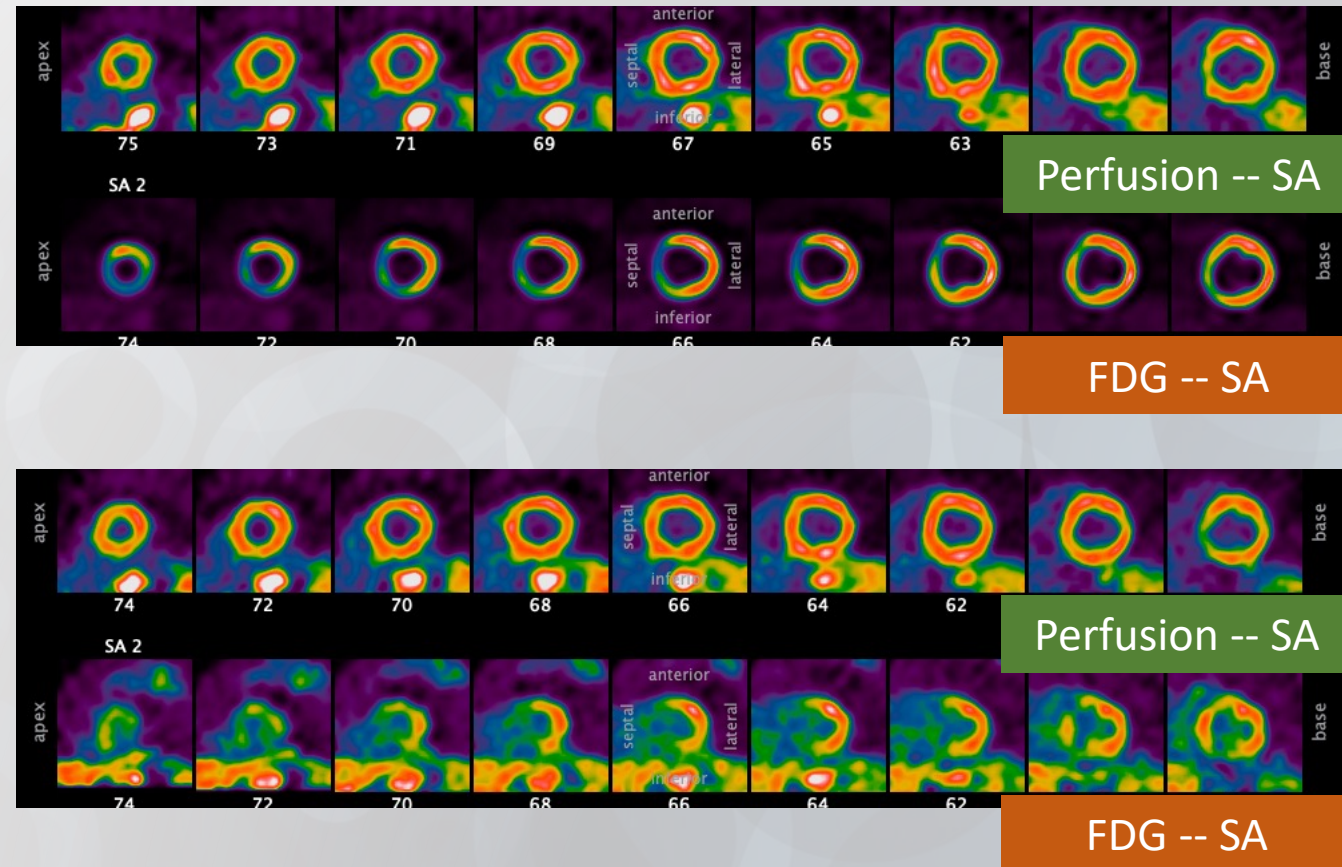 anterior
apex septal lateral base
inferior
75 73 71 69 67 65 63
Perfusion -- SA
SA 2
anterior
apex septal lateral base
inferior
74 72 70 68 66 64 62
FDG -- SA
anterior
apex septal lateral base
inferior
74 72 70 68 66 64 62
Perfusion -- SA
SA 2
anterior
apex septal lateral base
inferior
74 72 70 68 66 64 62
FDG -- SA